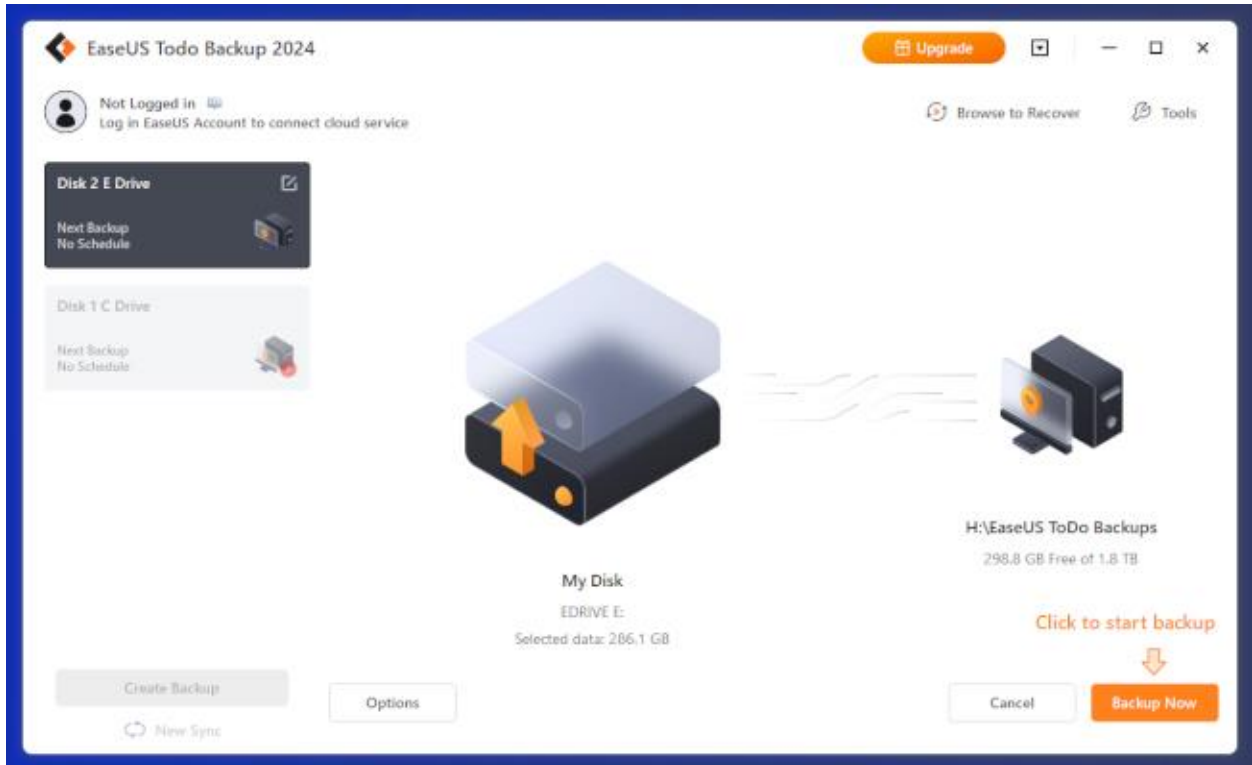 EaseUS Todo Backup 2024
Upgrade
Not Logged in
Log in EaseUS Account to connect cloud service
Browse to Recover
Tools
Disk 2 E Drive
Next Backup
No Schedule
Disk 1 C Drive
Next Backup
No Schedule
H:\EaseUS ToDo Backups
298.8 GB Free of 1.8 TB
My Disk
EDRIVE E:
Selected data: 286.1 GB
Click to start backup
Create Backup
Options
Cancel
Backup Now
New Sync